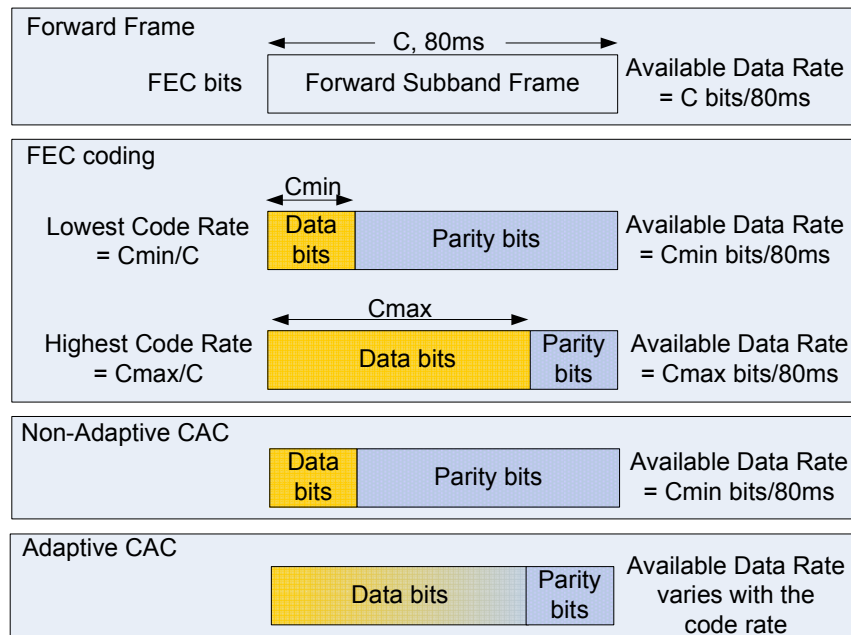 Forward Frame
C, 80ms
FEC bits
Forward Subband Frame
Available Data Rate
= C bits/80ms
FEC coding
Cmin
Lowest Code Rate
= Cmin/C
Data
bits
Parity bits
Available Data Rate
= Cmin bits/80ms
Cmax
Highest Code Rate
= Cmax/C
Data bits
Parity
bits
Available Data Rate
= Cmax bits/80ms
Non-Adaptive CAC
Data
bits
Parity bits
Available Data Rate
= Cmin bits/80ms
Adaptive CAC
Data bits
Parity
bits
Available Data Rate
varies with the
code rate